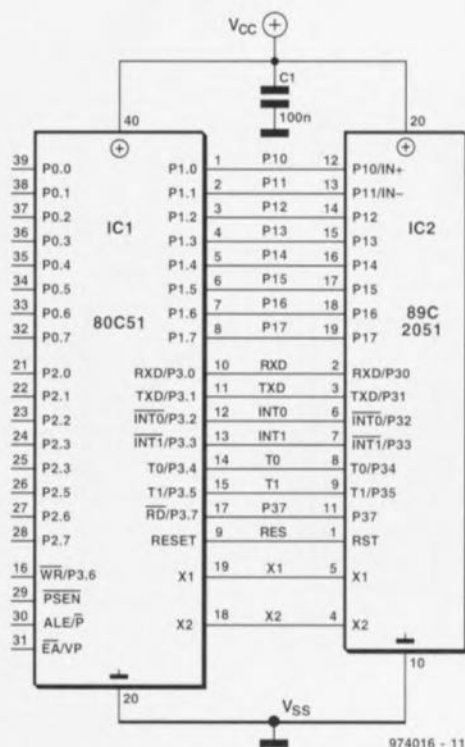 VCC
C1
100n
40
20
39 P0.0 P1.0 1 P10 12 P10/IN+
38 P0.1 P1.1 2 P11 13 P11/IN−
37 P0.2 P1.2 3 P12 14 P12
36 P0.3 IC1 P1.3 4 P13 15 P13 IC2
35 P0.4 P1.4 5 P14 16 P14
34 P0.5 P1.5 6 P15 17 P15
33 P0.6 80C51 P1.6 7 P16 18 P16 89C
32 P0.7 P1.7 8 P17 19 P17 2051
21 P2.0 RXD/P3.0 10 RXD 2 RXD/P30
22 P2.1 TXD/P3.1 11 TXD 3 TXD/P31
23 P2.2 INT0/P3.2 12 INT0 6 INT0/P32
24 P2.3 INT1/P3.3 13 INT1 7 INT1/P33
25 P2.3 T0/P3.4 14 T0 8 T0/P34
26 P2.5 T1/P3.5 15 T1 9 T1/P35
27 P2.6 RD/P3.7 17 P37 11 P37
28 P2.7 RESET 9 RES 1 RST
16 WR/P3.6 X1 19 X1 5 X1
29 PSEN
30 ALE/P X2 18 X2 4 X2
31 EA/VP
20
10
VSS
974016 - 11